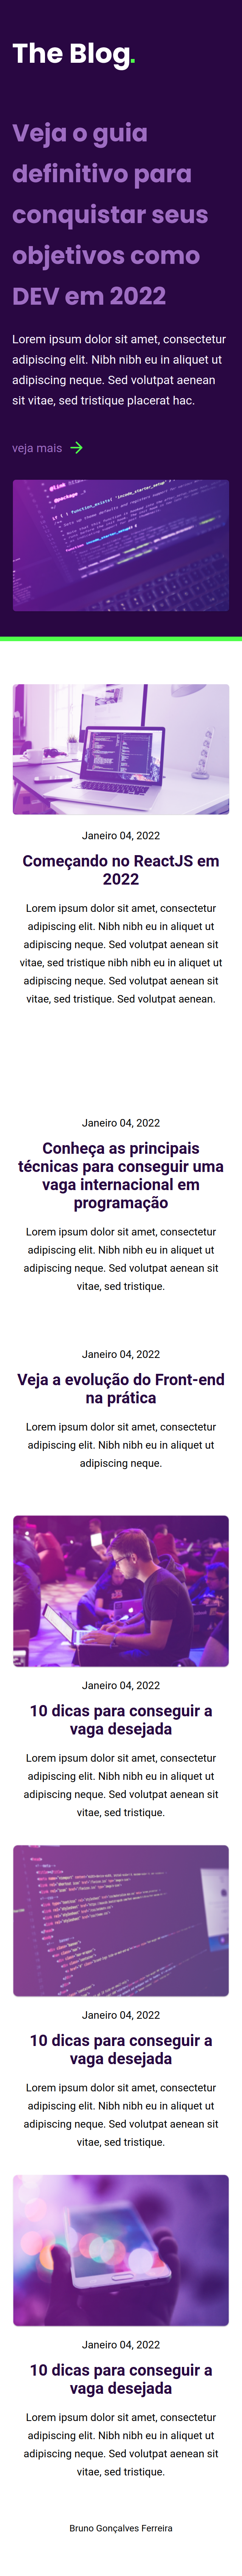 The Blog.
Veja o guia
definitivo para
conquistar seus
objetivos como
DEV em 2022
Lorem ipsum dolor sit amet, consectetur
adipiscing elit. Nibh nibh eu in aliquet ut
adipiscing neque. Sed volutpat aenean
sit vitae, sed tristique placerat hac.
veja mais
Janeiro 04, 2022
Começando no ReactJS em
2022
Lorem ipsum dolor sit amet, consectetur
adipiscing elit. Nibh nibh eu in aliquet ut
adipiscing neque. Sed volutpat aenean sit
vitae, sed tristique nibh nibh eu in aliquet ut
adipiscing neque. Sed volutpat aenean sit
vitae, sed tristique. Sed volutpat aenean.
Janeiro 04, 2022
Conheça as principais
técnicas para conseguir uma
vaga internacional em
programação
Lorem ipsum dolor sit amet, consectetur
adipiscing elit. Nibh nibh eu in aliquet ut
adipiscing neque. Sed volutpat aenean sit
vitae, sed tristique.
Janeiro 04, 2022
Veja a evolução do Front-end
na prática
Lorem ipsum dolor sit amet, consectetur
adipiscing elit. Nibh nibh eu in aliquet ut
adipiscing neque.
Janeiro 04, 2022
10 dicas para conseguir a
vaga desejada
Lorem ipsum dolor sit amet, consectetur
adipiscing elit. Nibh nibh eu in aliquet ut
adipiscing neque. Sed volutpat aenean sit
vitae, sed tristique.
Janeiro 04, 2022
10 dicas para conseguir a
vaga desejada
Lorem ipsum dolor sit amet, consectetur
adipiscing elit. Nibh nibh eu in aliquet ut
adipiscing neque. Sed volutpat aenean sit
vitae, sed tristique.
Janeiro 04, 2022
10 dicas para conseguir a
vaga desejada
Lorem ipsum dolor sit amet, consectetur
adipiscing elit. Nibh nibh eu in aliquet ut
adipiscing neque. Sed volutpat aenean sit
vitae, sed tristique.
Bruno Gonçalves Ferreira